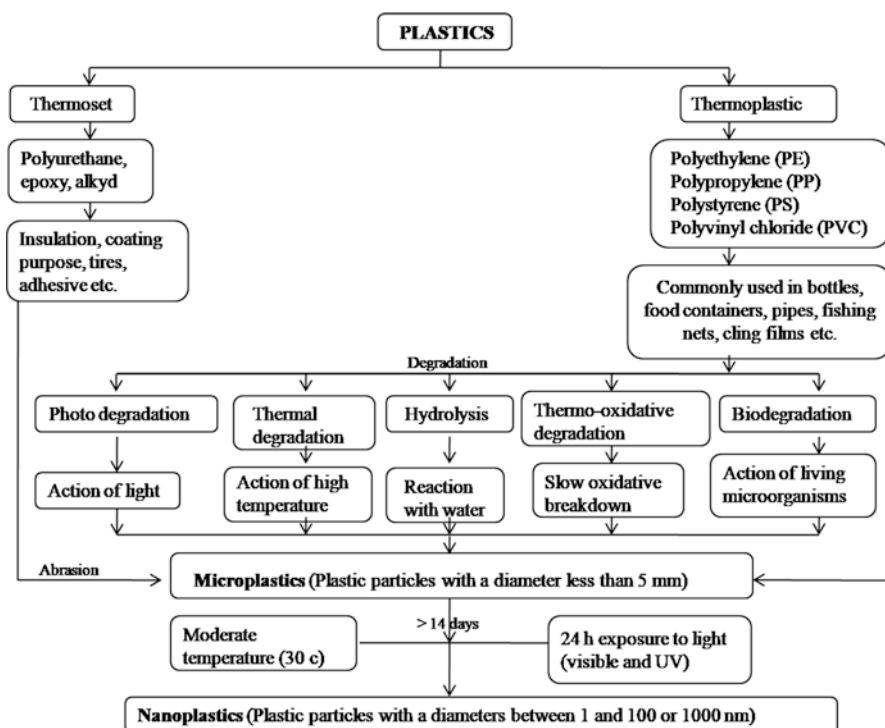 PLASTICS
Thermoset
Thermoplastic
Polyurethane,
epoxy, alkyd
Polyethylene (PE)
Polypropylene (PP)
Polystyrene (PS)
Polyvinyl chloride (PVC)
Insulation, coating
purpose, tires,
adhesive etc.
Commonly used in bottles,
food containers, pipes, fishing
nets, cling films etc.
Degradation
Photo degradation
Thermal
degradation
Hydrolysis
Thermo-oxidative
degradation
Biodegradation
Action of light
Action of high
temperature
Reaction
with water
Slow oxidative
breakdown
Action of living
microorganisms
Abrasion
Microplastics (Plastic particles with a diameter less than 5 mm)
> 14 days
Moderate
temperature (30 c)
24 h exposure to light
(visible and UV)
Nanoplastics (Plastic particles with a diameters between 1 and 100 or 1000 nm)